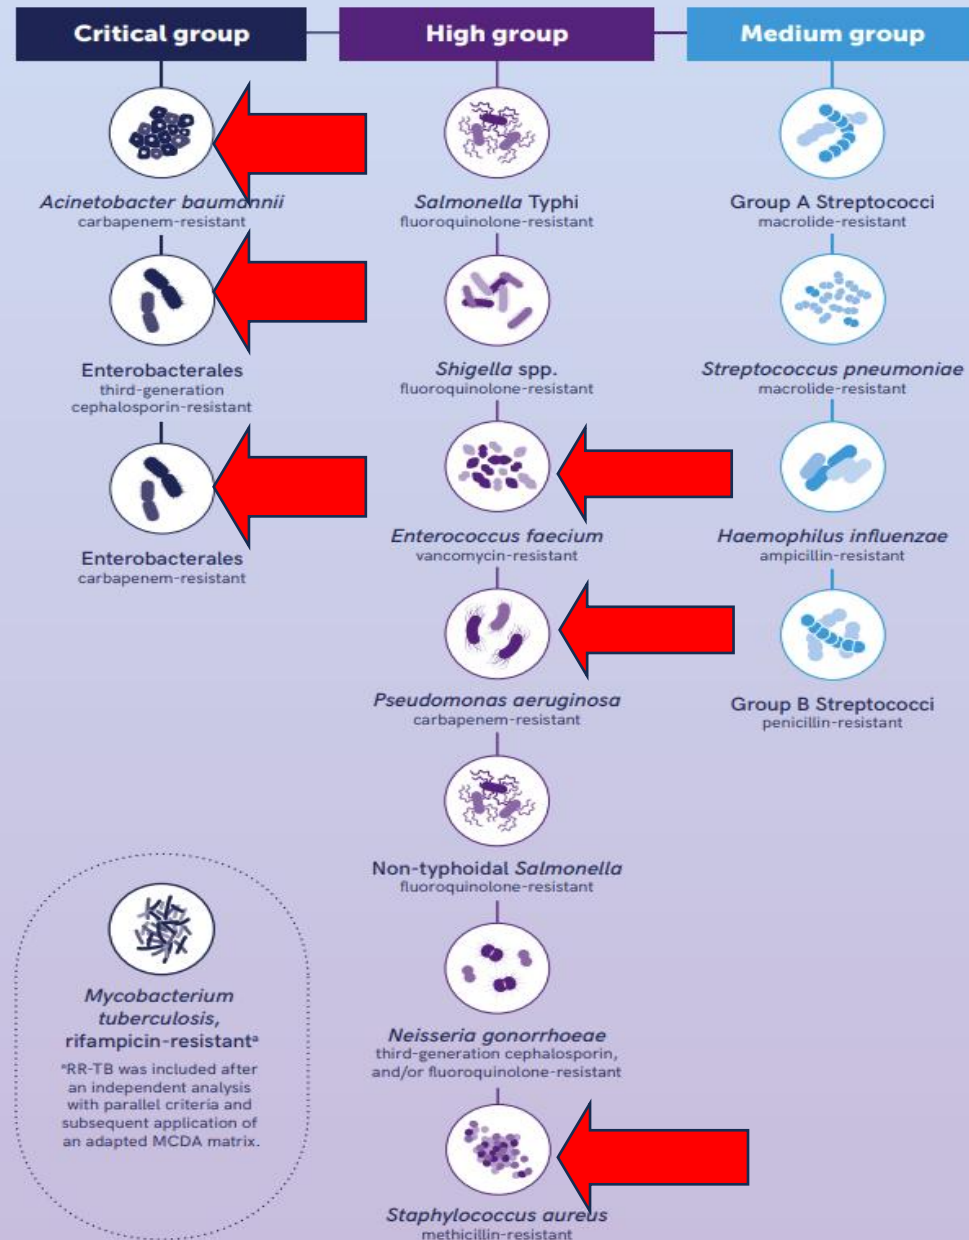 Critical group
High group
Medium group
Acinetobacter baumannii
carbapenem-resistant
Enterobacterales
third-generation
cephalosporin-resistant
Enterobacterales
carbapenem-resistant
Mycobacterium
tuberculosis,
rifampicin-resistantᵃ
ᵃRR-TB was included after
an independent analysis
with parallel criteria and
subsequent application of
an adapted MCDA matrix.
Salmonella Typhi
fluoroquinolone-resistant
Shigella spp.
fluoroquinolone-resistant
Enterococcus faecium
vancomycin-resistant
Pseudomonas aeruginosa
carbapenem-resistant
Non-typhoidal Salmonella
fluoroquinolone-resistant
Neisseria gonorrhoeae
third-generation cephalosporin,
and/or fluoroquinolone-resistant
Staphylococcus aureus
methicillin-resistant
Group A Streptococci
macrolide-resistant
Streptococcus pneumoniae
macrolide-resistant
Haemophilus influenzae
ampicillin-resistant
Group B Streptococci
penicillin-resistant